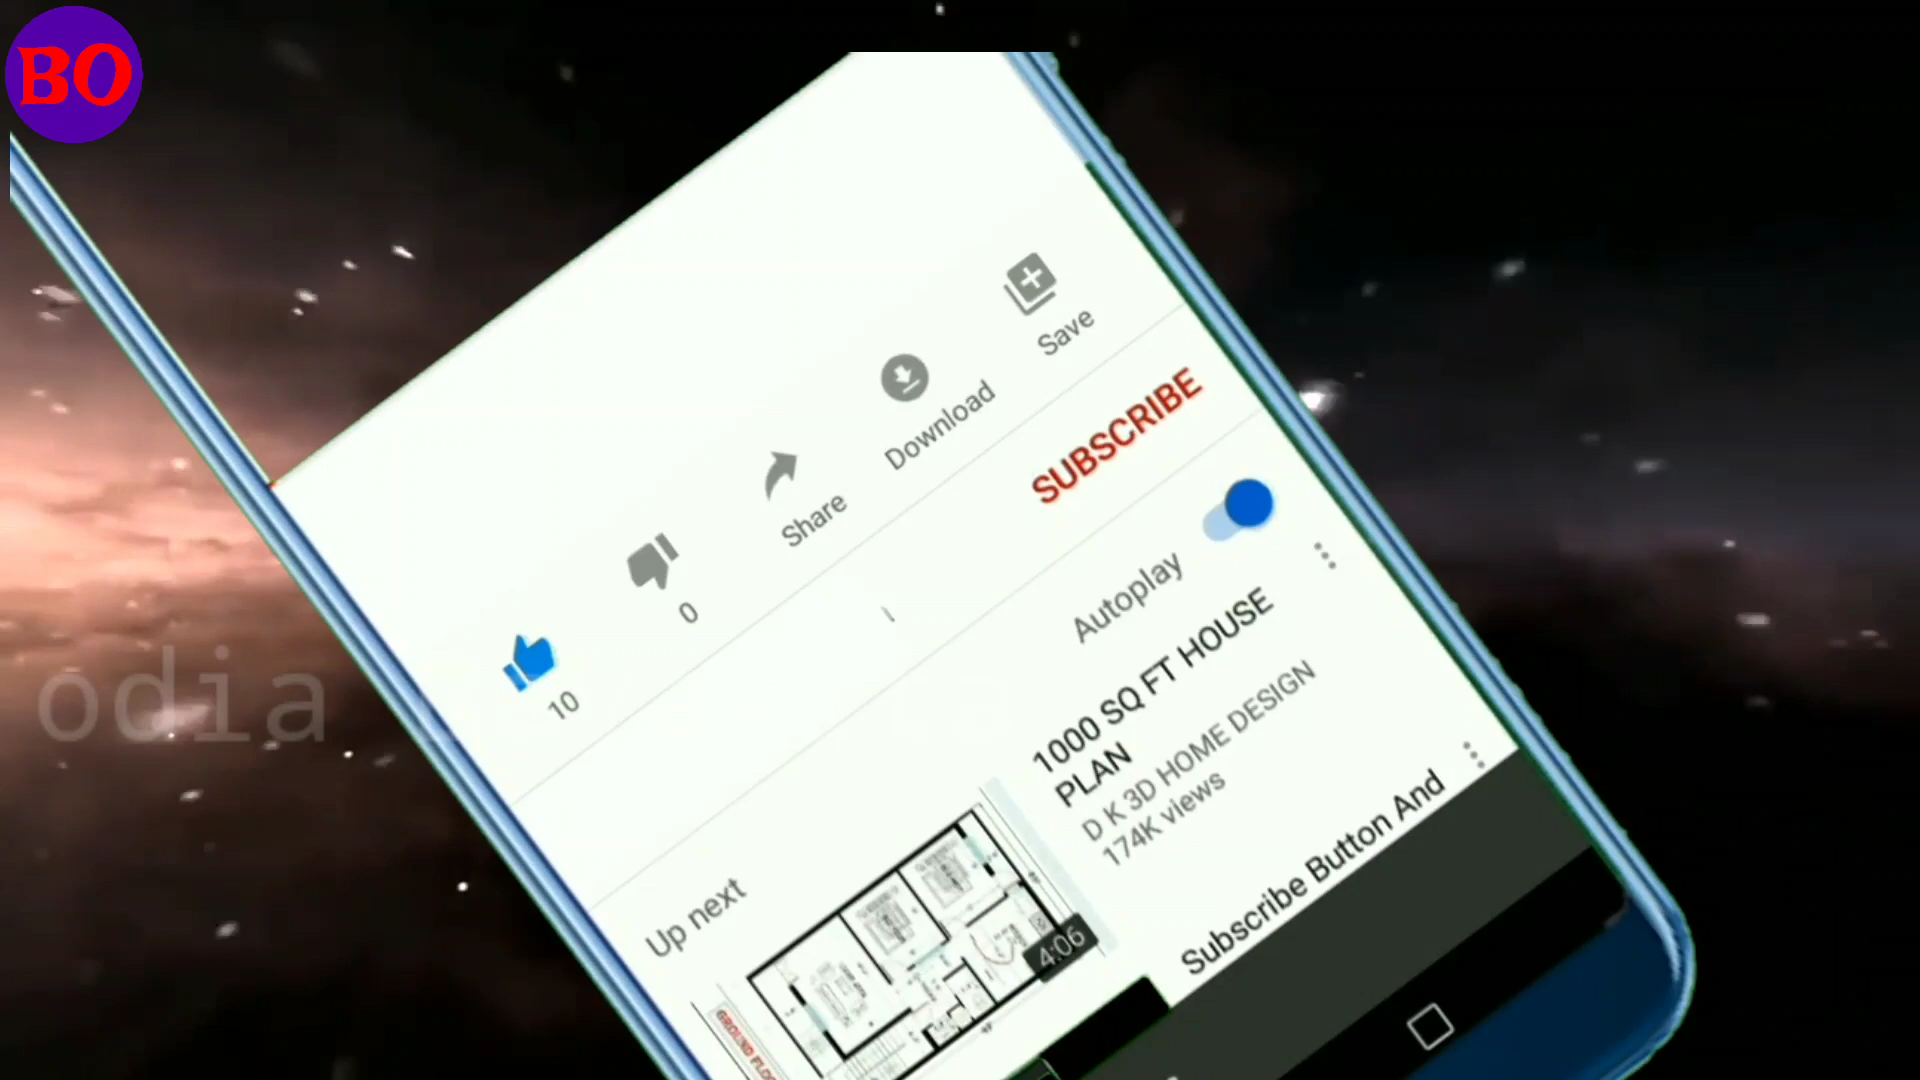 BO
Save
Download
SUBSCRIBE
Share
0
10
Autoplay
odia
1000 SQ FT HOUSE
PLAN
D K 3D HOME DESIGN
174K views
Up next
4:06
Subscribe Button And